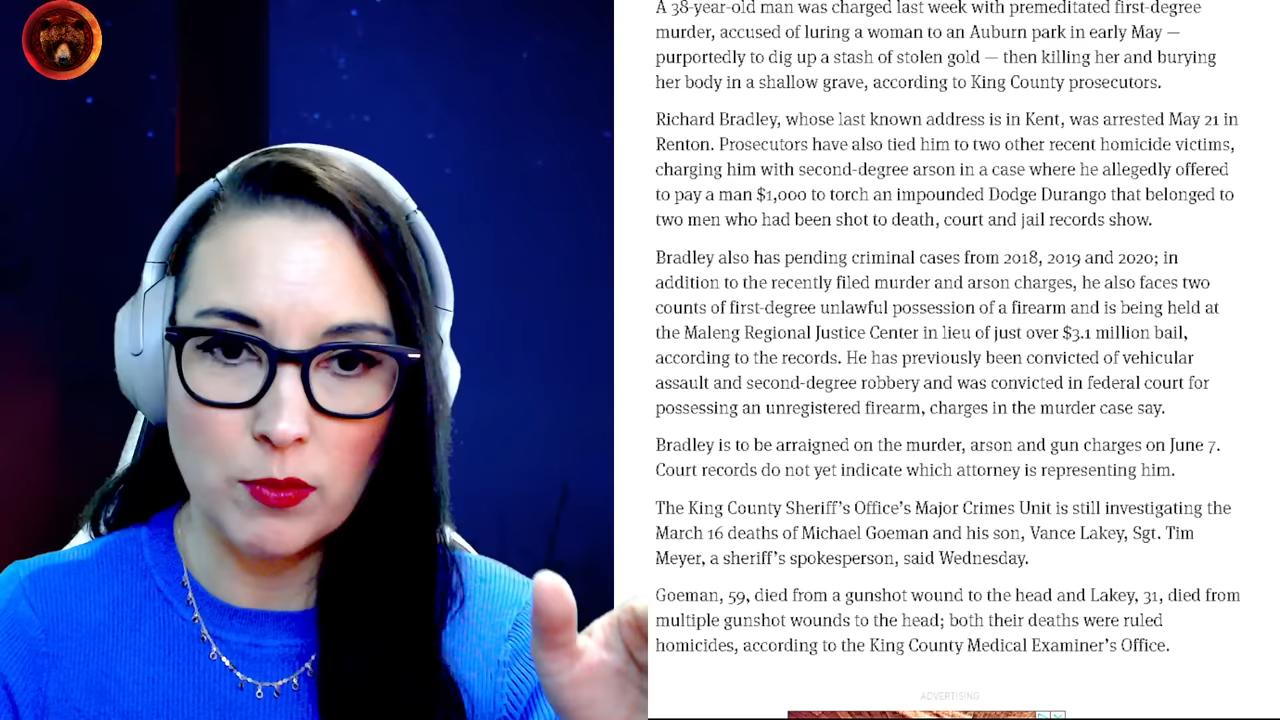 A 38-year-old man was charged last week with premeditated first-degree
murder, accused of luring a woman to an Auburn park in early May —
purportedly to dig up a stash of stolen gold — then killing her and burying
her body in a shallow grave, according to King County prosecutors.
Richard Bradley, whose last known address is in Kent, was arrested May 21 in
Renton. Prosecutors have also tied him to two other recent homicide victims,
charging him with second-degree arson in a case where he allegedly offered
to pay a man $1,000 to torch an impounded Dodge Durango that belonged to
two men who had been shot to death, court and jail records show.
Bradley also has pending criminal cases from 2018, 2019 and 2020; in
addition to the recently filed murder and arson charges, he also faces two
counts of first-degree unlawful possession of a firearm and is being held at
the Maleng Regional Justice Center in lieu of just over $3.1 million bail,
according to the records. He has previously been convicted of vehicular
assault and second-degree robbery and was convicted in federal court for
possessing an unregistered firearm, charges in the murder case say.
Bradley is to be arraigned on the murder, arson and gun charges on June 7.
Court records do not yet indicate which attorney is representing him.
The King County Sheriff’s Office’s Major Crimes Unit is still investigating the
March 16 deaths of Michael Goeman and his son, Vance Lakey, Sgt. Tim
Meyer, a sheriff’s spokesperson, said Wednesday.
Goeman, 59, died from a gunshot wound to the head and Lakey, 31, died from
multiple gunshot wounds to the head; both their deaths were ruled
homicides, according to the King County Medical Examiner’s Office.
ADVERTISING